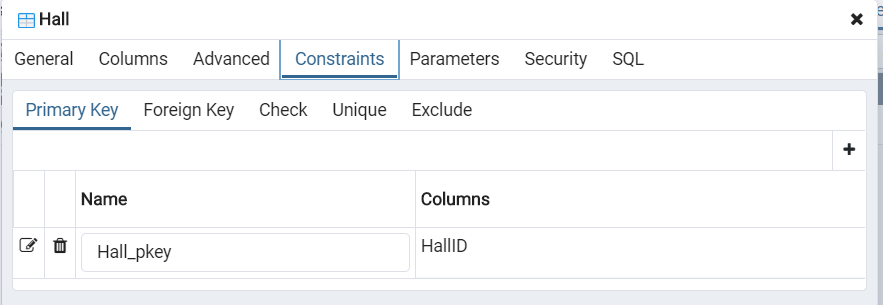 Hall
General Columns Advanced Constraints Parameters Security SQL
Primary Key Foreign Key Check Unique Exclude
Name Columns
Hall_pkey HallID